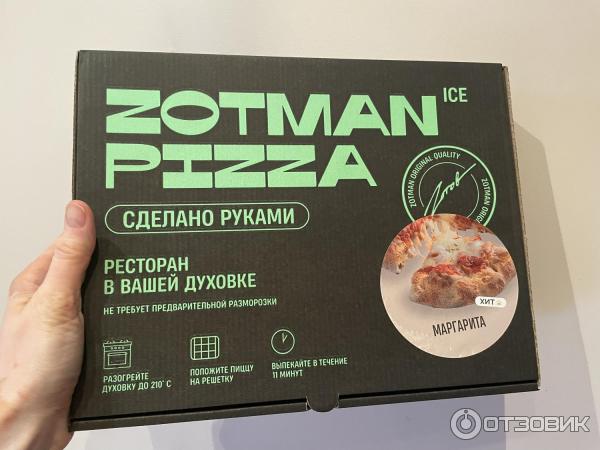 ZOTMAN ICE
PIZZA
ZOTMAN ORIGINAL QUALITY
ZOTMAN
СДЕЛАНО РУКАМИ
РЕСТОРАН
В ВАШЕЙ ДУХОВКЕ
НЕ ТРЕБУЕТ ПРЕДВАРИТЕЛЬНОЙ РАЗМОРОЗКИ
ХИТ
МАРГАРИТА
РАЗОГРЕЙТЕ
ДУХОВКУ ДО 210° С
ПОЛОЖИТЕ ПИЦЦУ
НА РЕШЕТКУ
ВЫПЕКАЙТЕ В ТЕЧЕНИЕ
11 МИНУТ
ОТЗОВИК